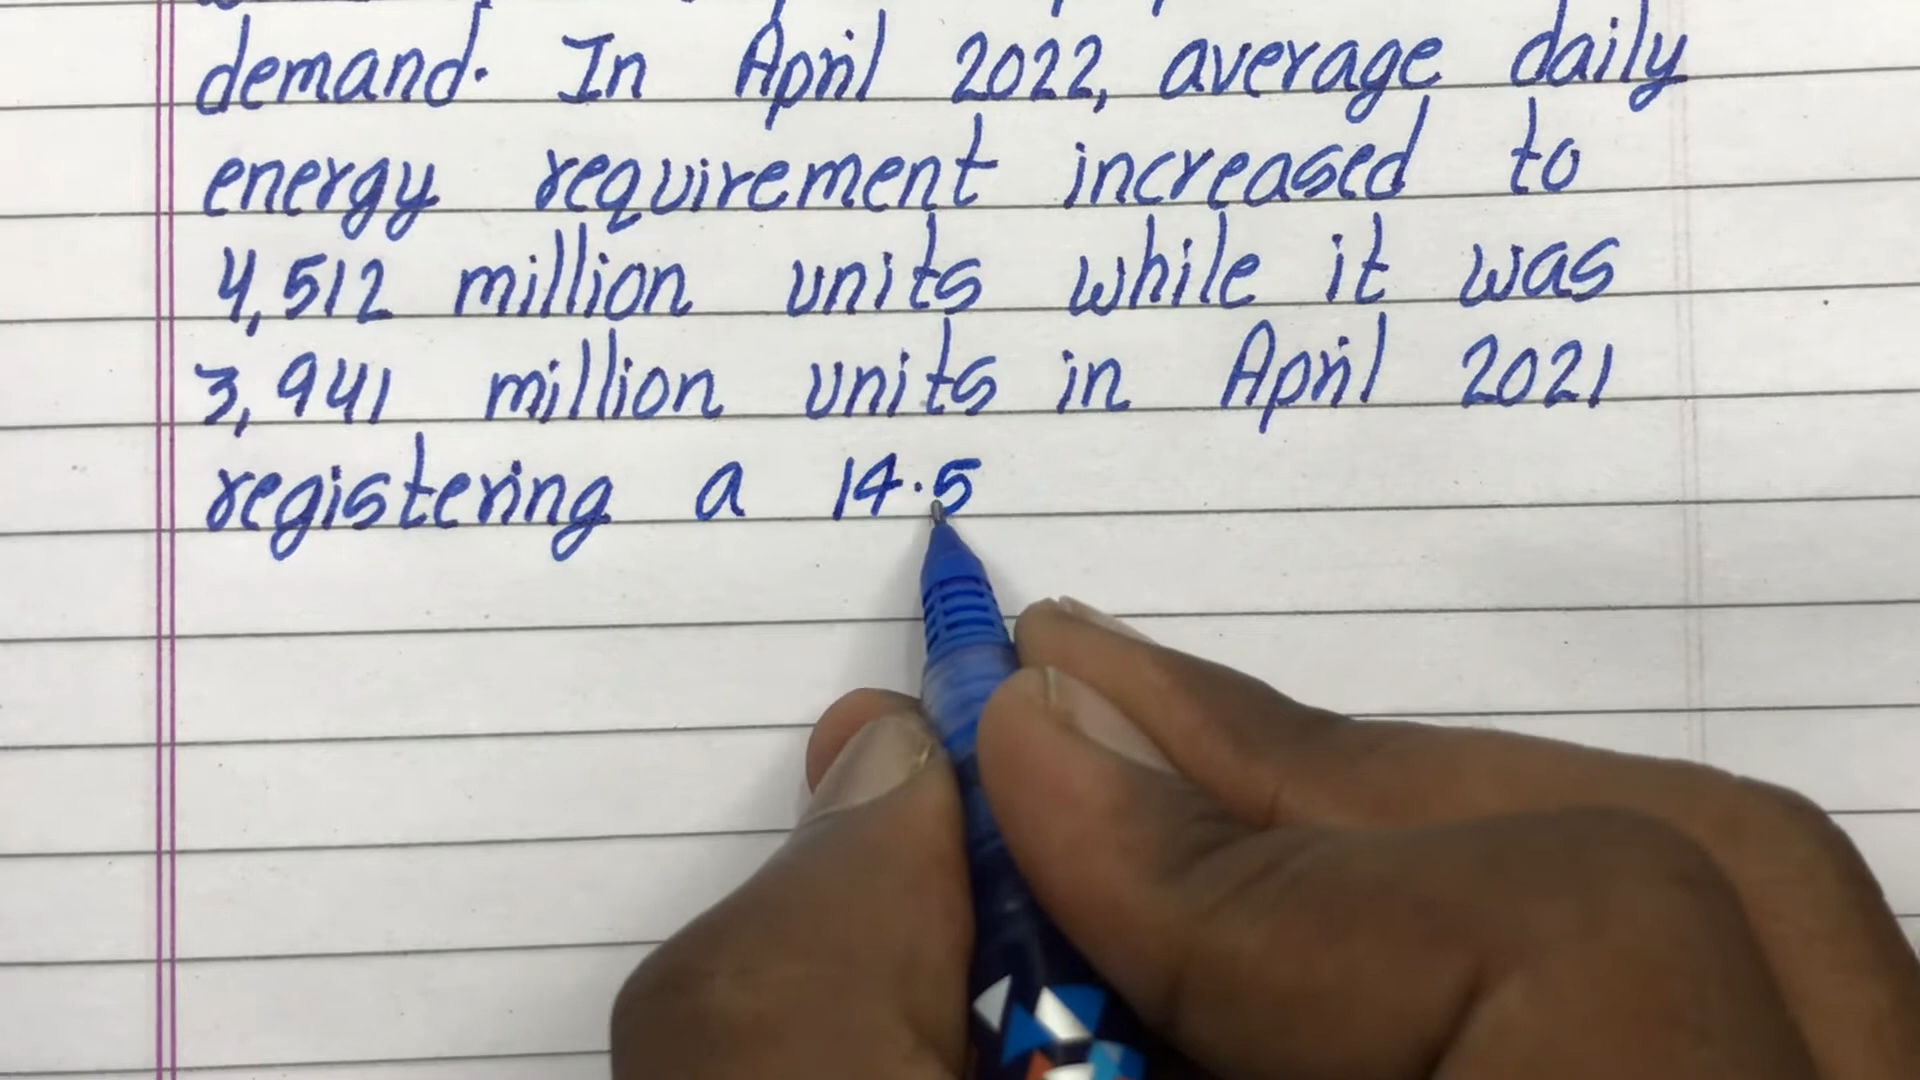 demand. In April 2022, average daily
energy requirement increased to
4,512 million units while it was
3,941 million units in April 2021
registering a 14.5